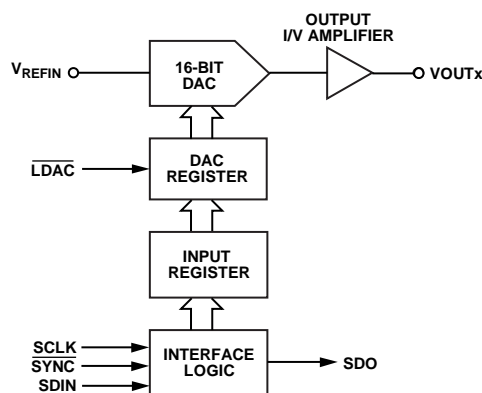 OUTPUT
I/V AMPLIFIER
VREFIN
16-BIT
DAC
VOUTx
LDAC
DAC
REGISTER
INPUT
REGISTER
SCLK
SYNC
SDIN
INTERFACE
LOGIC
SDO